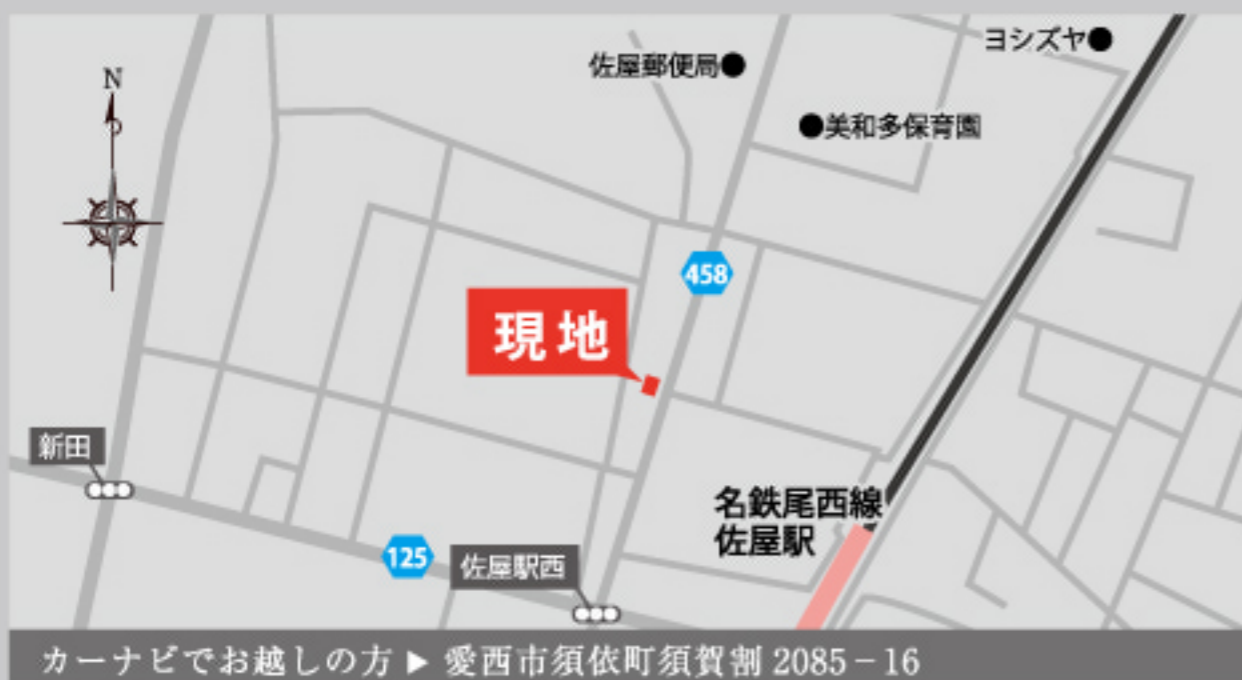 N
ヨシズヤ●
佐屋郵便局●
●美和多保育園
458
現地
新田
名鉄尾西線
佐屋駅
125
佐屋駅西
カーナビでお越しの方 ▶ 愛西市須依町須賀割 2085−16